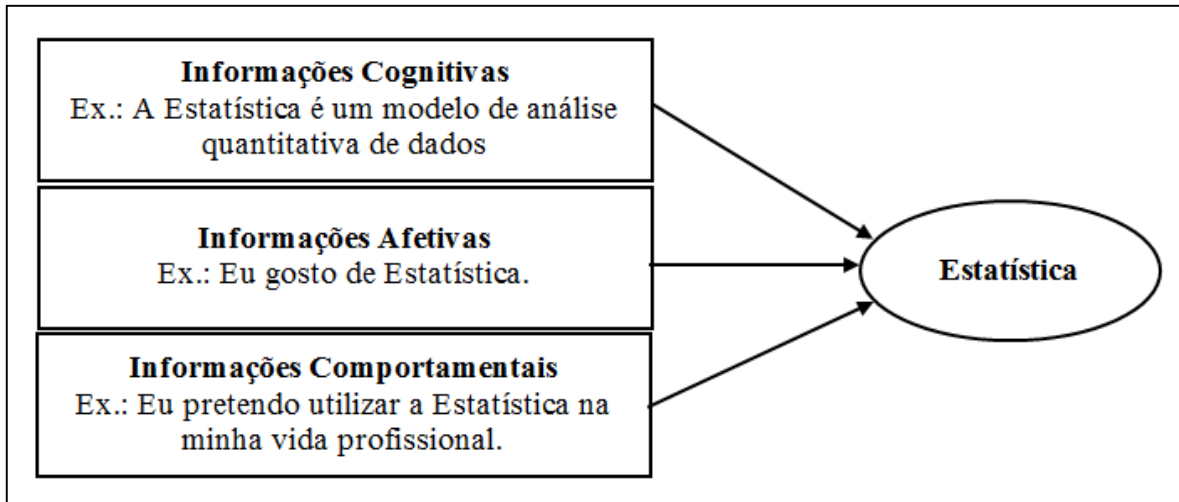 Informações Cognitivas
Ex.: A Estatística é um modelo de análise
quantitativa de dados
Informações Afetivas
Ex.: Eu gosto de Estatística.
Informações Comportamentais
Ex.: Eu pretendo utilizar a Estatística na
minha vida profissional.
Estatística